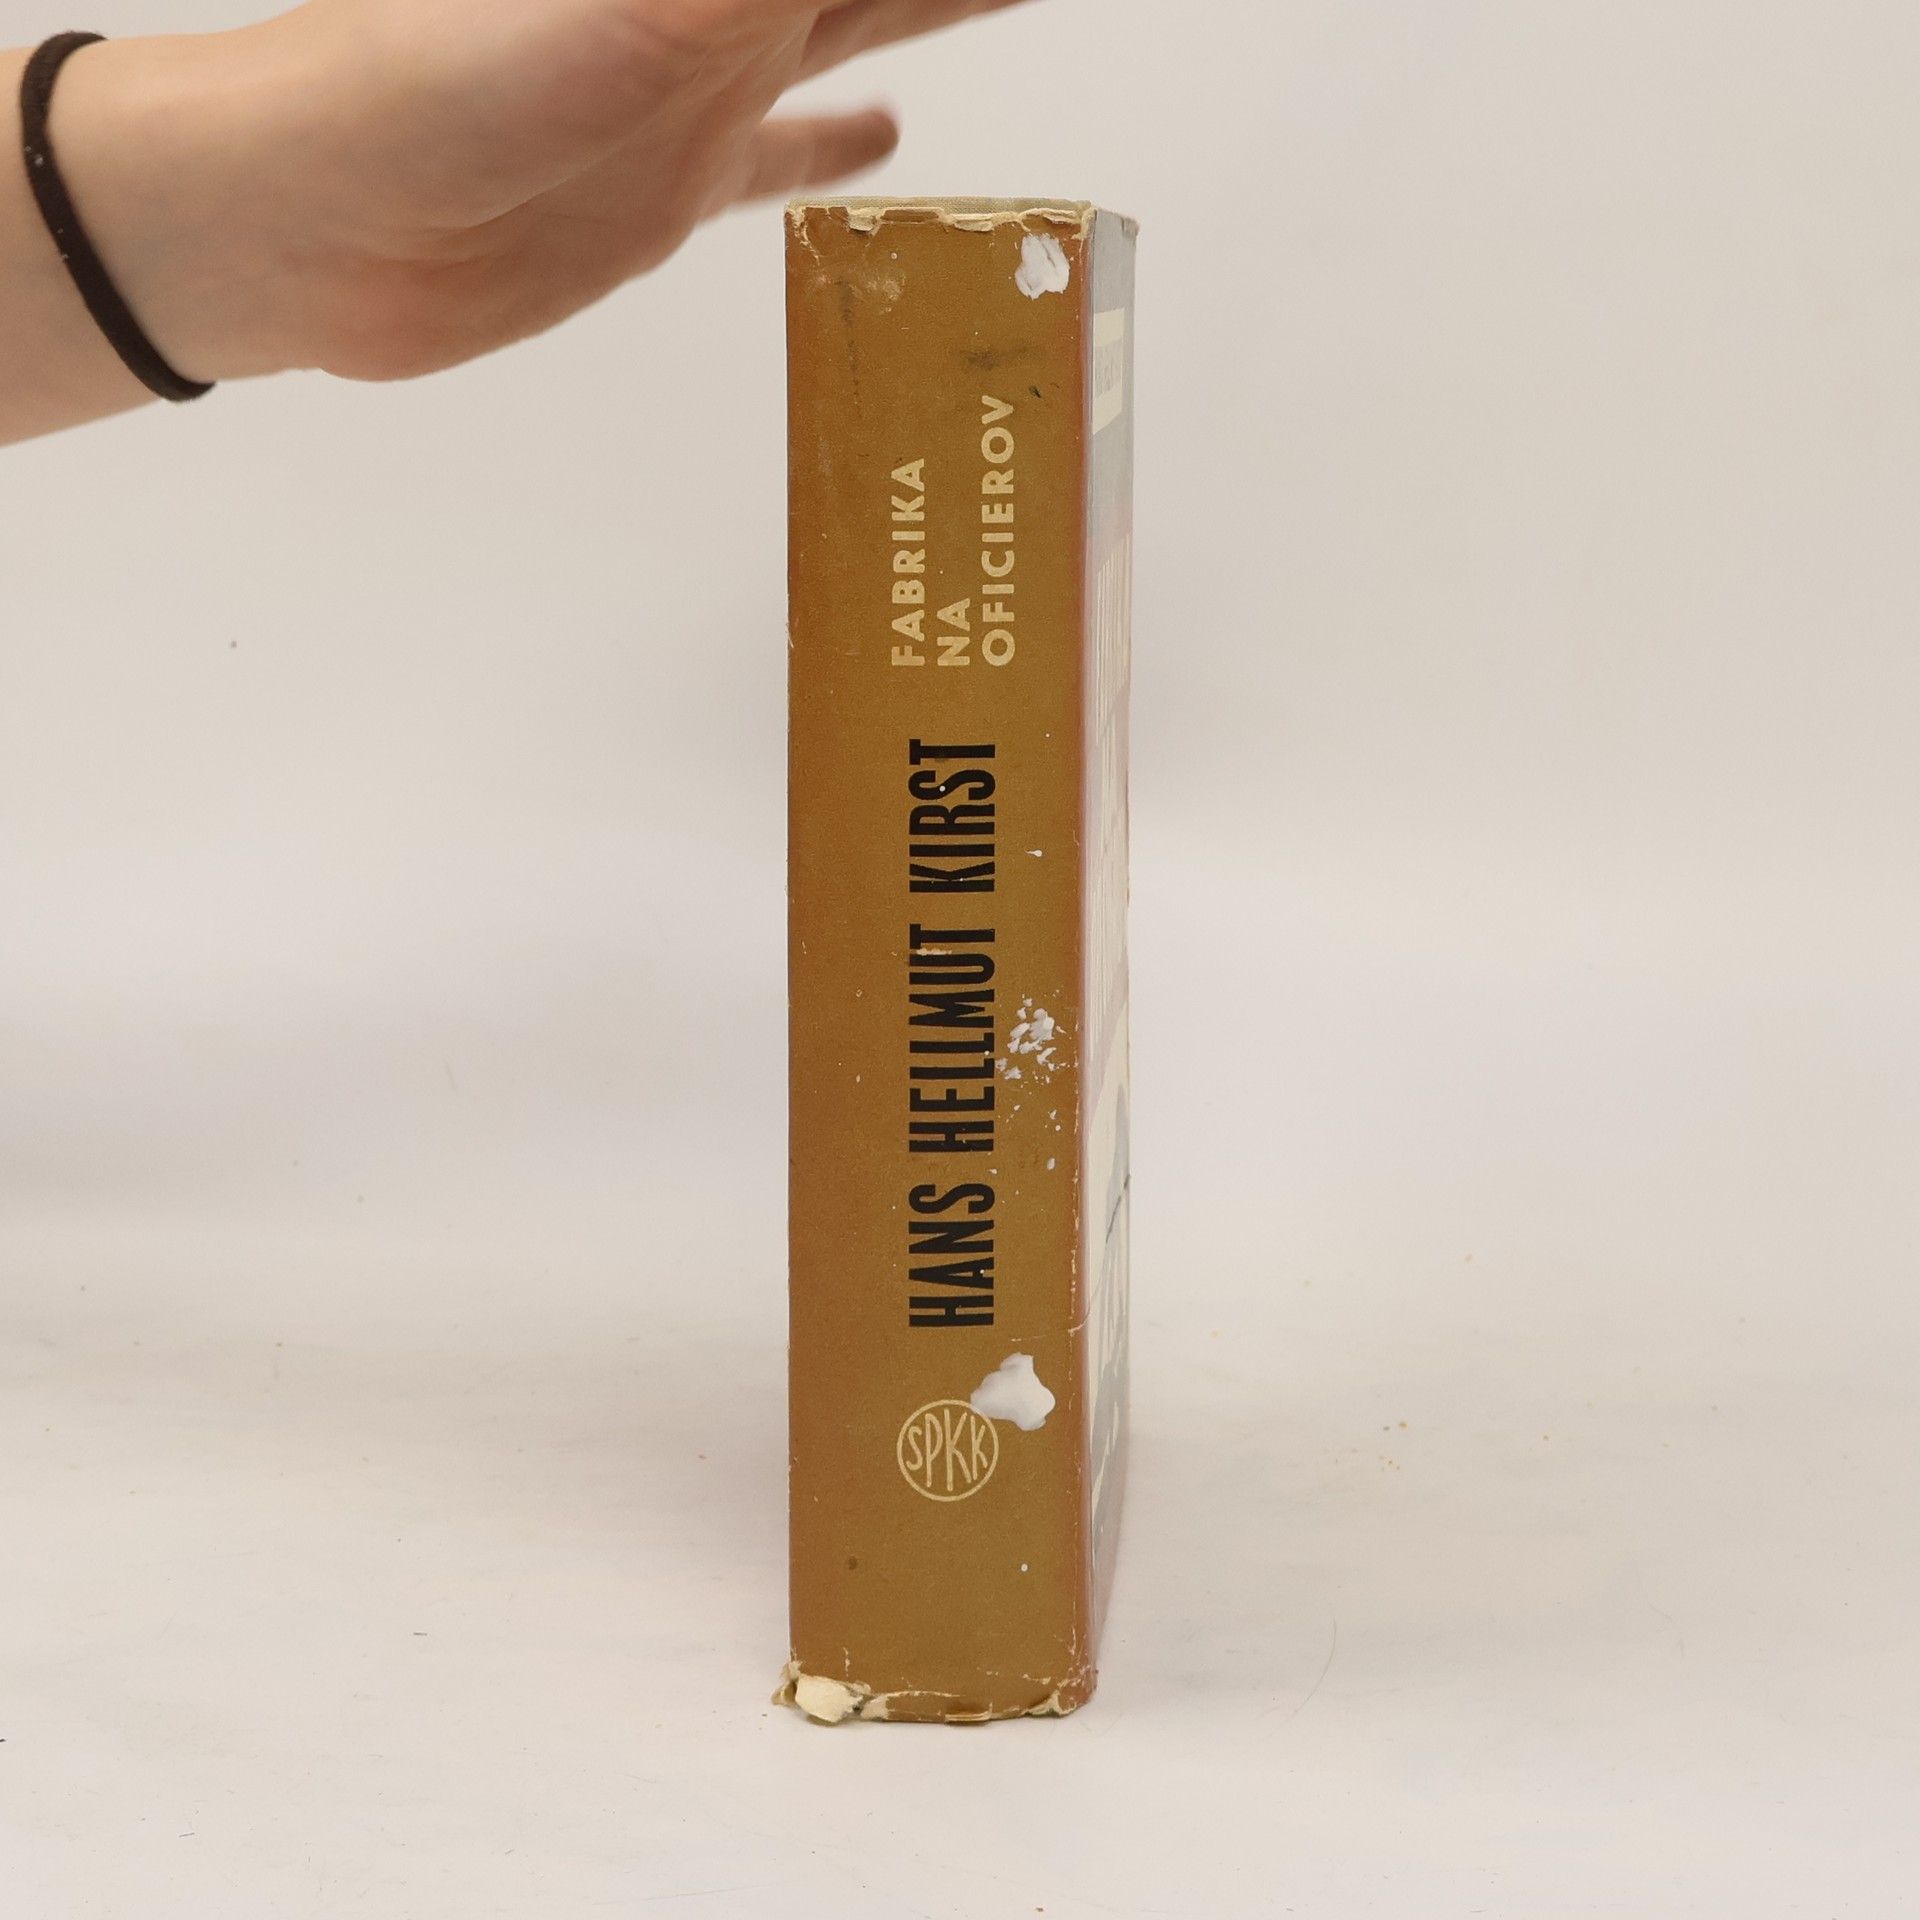 FABRIKA
NA
OFICIEROV
HANS HELLMUT KIRST
SPKK